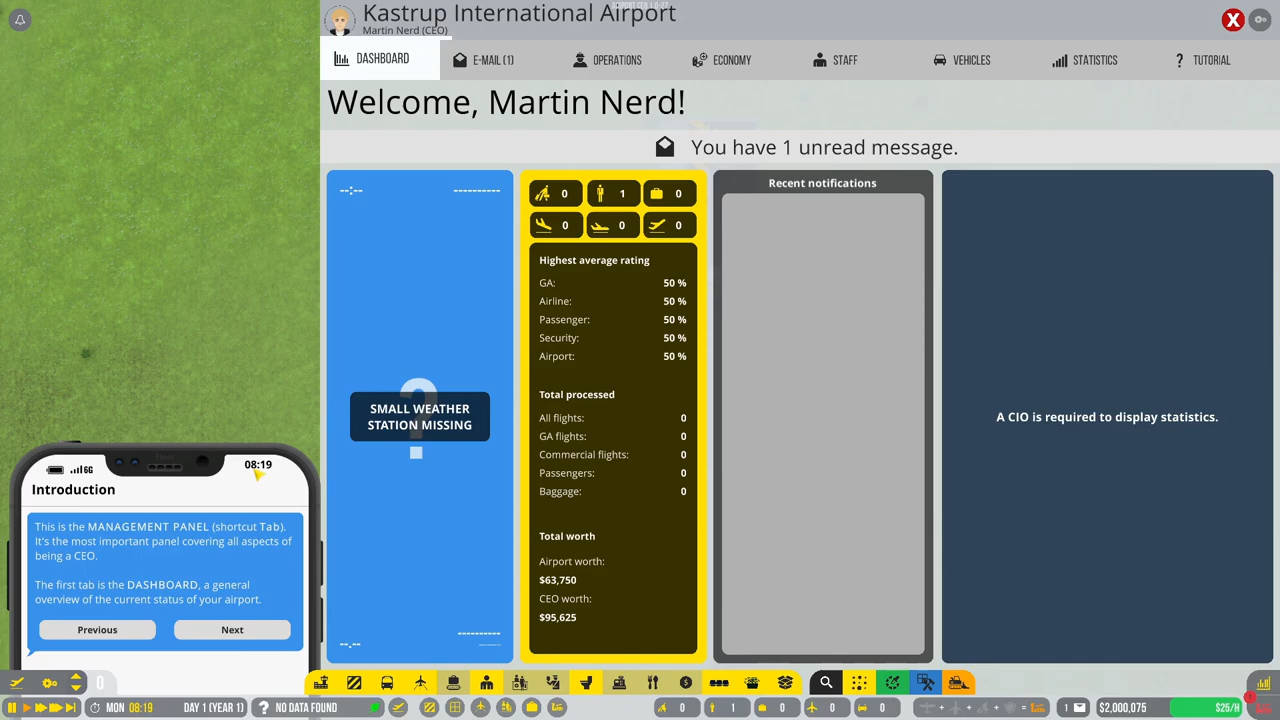 Kastrup International Airport
Martin Nerd (CEO)
DASHBOARD
E-MAIL (1)
OPERATIONS
ECONOMY
STAFF
VEHICLES
STATISTICS
TUTORIAL
Welcome, Martin Nerd!
You have 1 unread message.
--:--
----------
SMALL WEATHER
STATION MISSING
?
----------
--.--
0
1
0
0
0
0
Highest average rating
GA: 50 %
Airline: 50 %
Passenger: 50 %
Security: 50 %
Airport: 50 %
Total processed
All flights: 0
GA flights: 0
Commercial flights: 0
Passengers: 0
Baggage: 0
Total worth
Airport worth:
$63,750
CEO worth:
$95,625
Recent notifications
A CIO is required to display statistics.
6G
08:19
Introduction
This is the MANAGEMENT PANEL (shortcut Tab).
It's the most important panel covering all aspects of
being a CEO.
The first tab is the DASHBOARD, a general
overview of the current status of your airport.
Previous
Next
0
MON 08:19
DAY 1 (YEAR 1)
? NO DATA FOUND
0
1
0
0
0
1
$2,000,075
$25/H